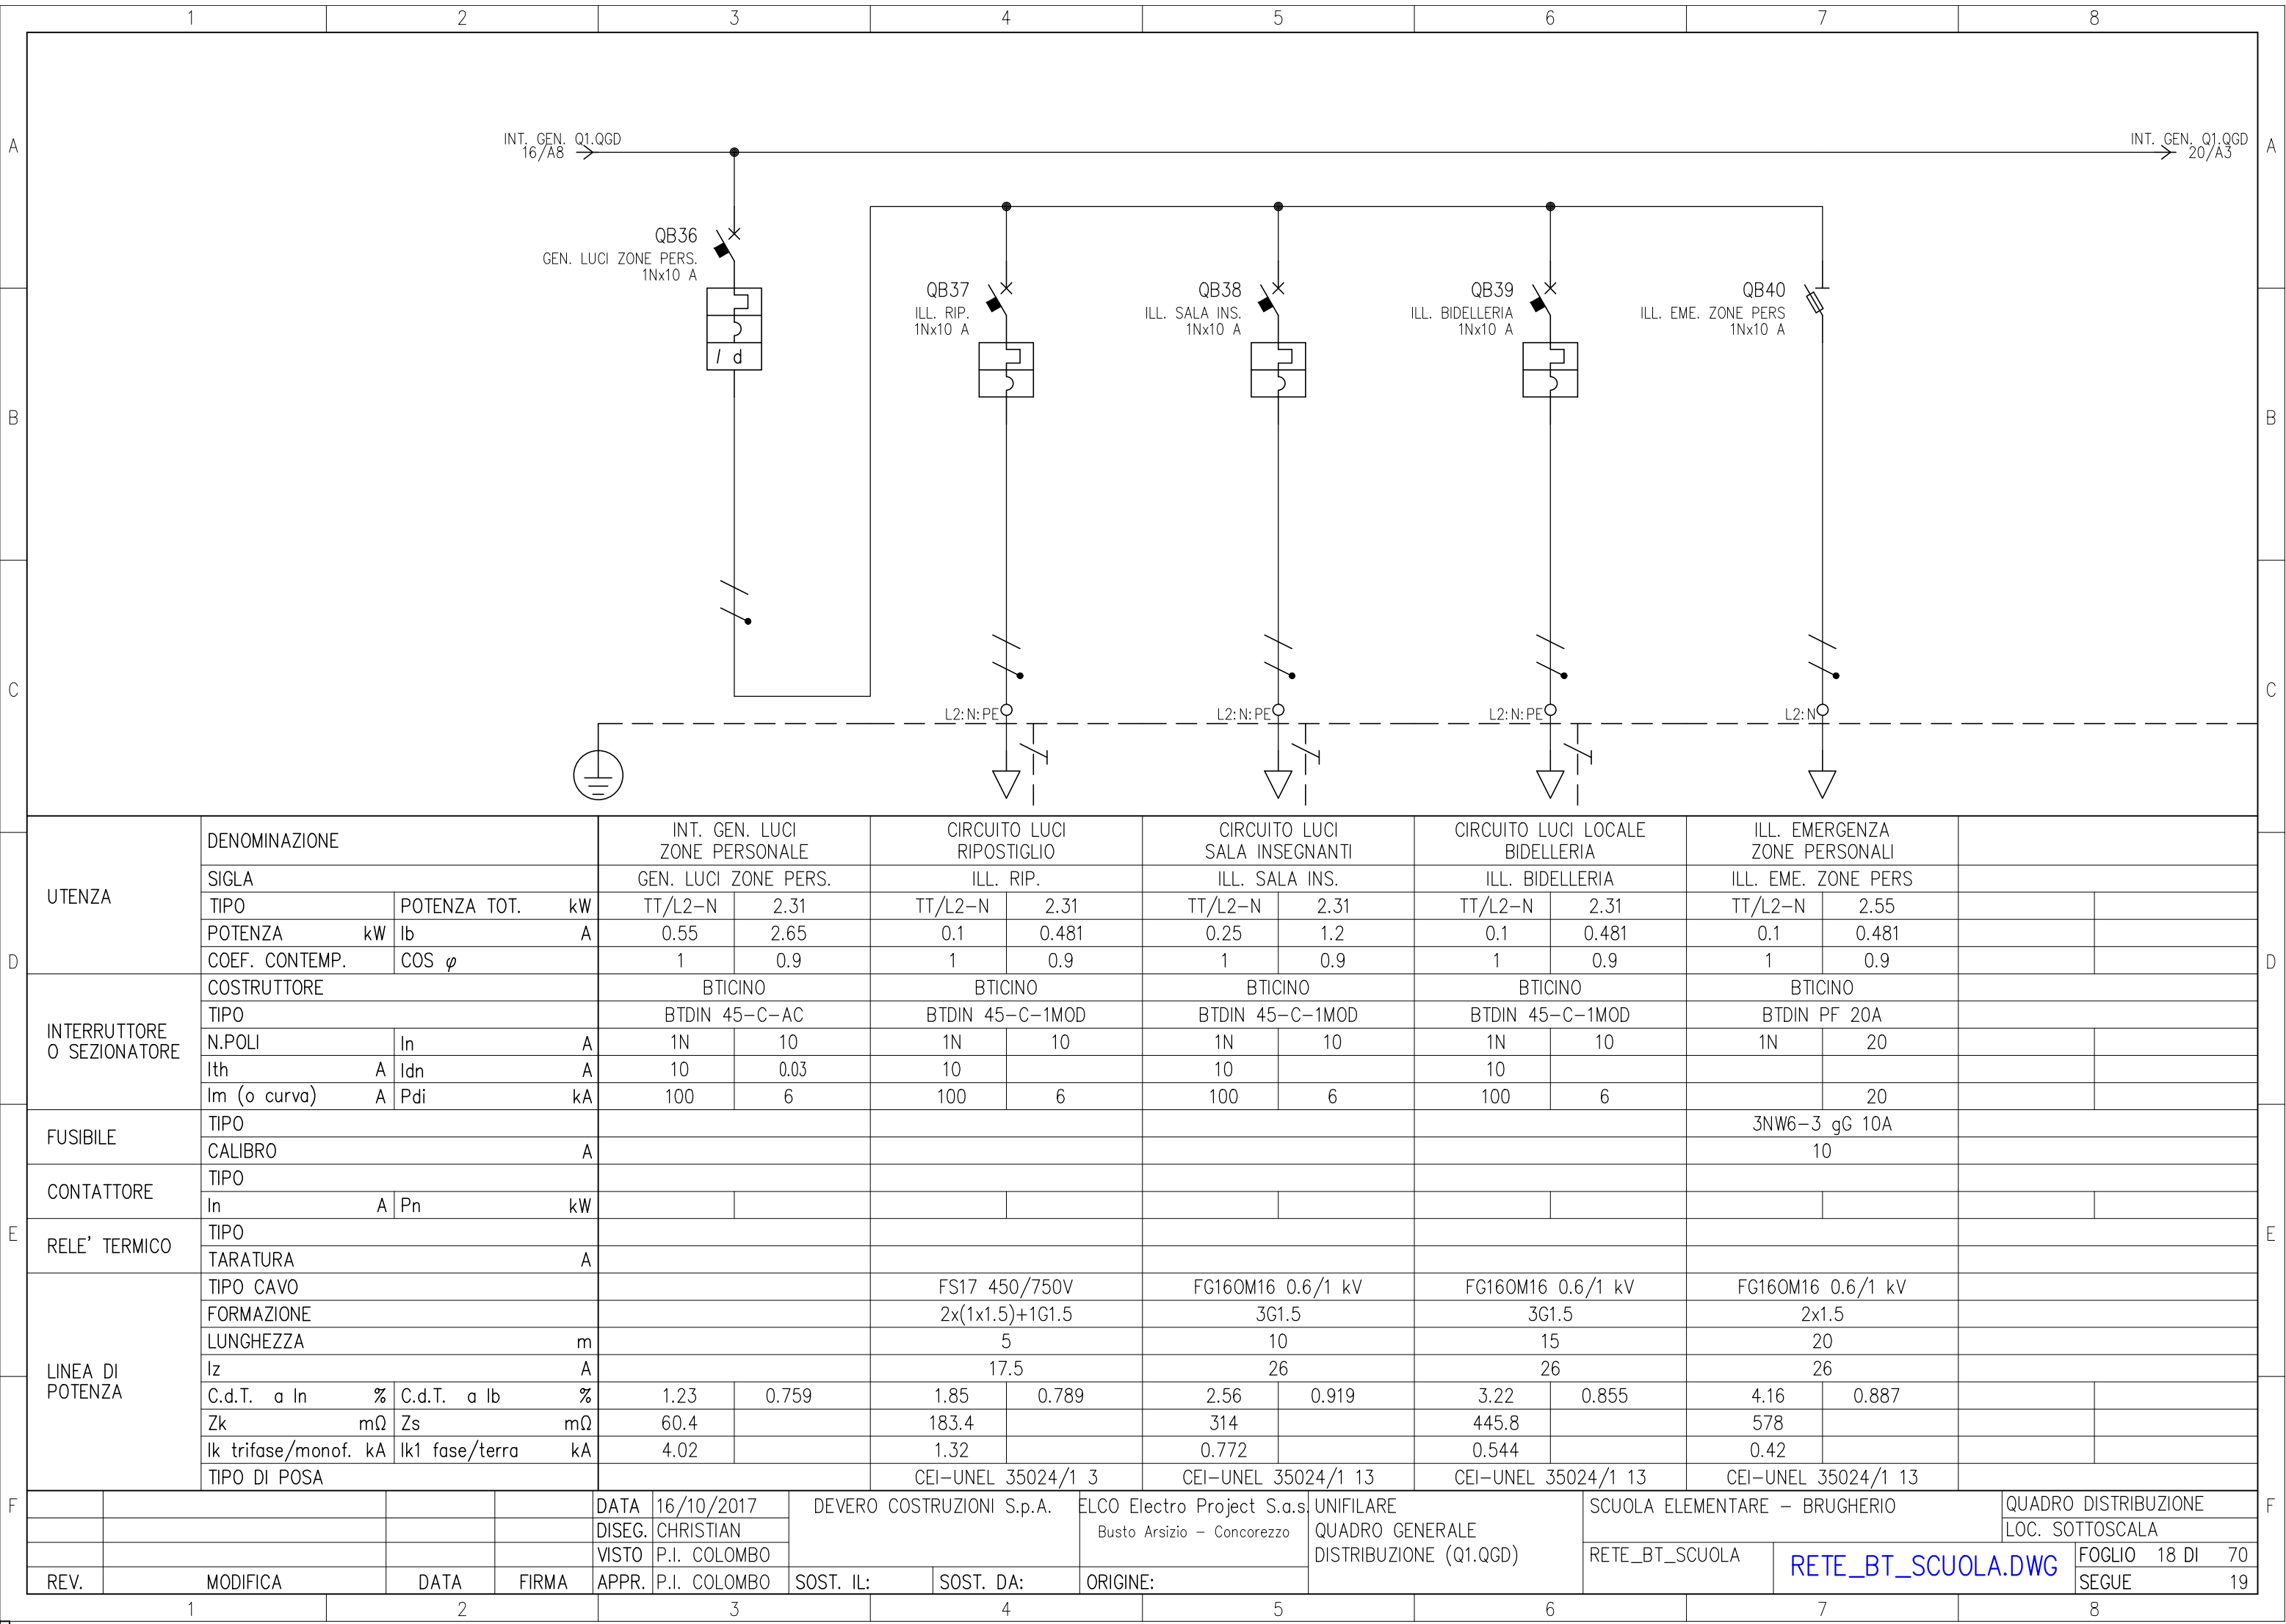 1 2 3 4 5 6 7 8
A A
INT. GEN. Q1.QGD
16/A8
INT. GEN. Q1.QGD
20/A3
QB36
GEN. LUCI ZONE PERS.
1Nx10 A
I d
QB37
ILL. RIP.
1Nx10 A
QB38
ILL. SALA INS.
1Nx10 A
QB39
ILL. BIDELLERIA
1Nx10 A
QB40
ILL. EME. ZONE PERS
1Nx10 A
B B
C C
L2:N:PE L2:N:PE L2:N:PE L2:N
UTENZA
DENOMINAZIONE
INT. GEN. LUCI
ZONE PERSONALE
CIRCUITO LUCI
RIPOSTIGLIO
CIRCUITO LUCI
SALA INSEGNANTI
CIRCUITO LUCI LOCALE
BIDELLERIA
ILL. EMERGENZA
ZONE PERSONALI
SIGLA GEN. LUCI ZONE PERS. ILL. RIP. ILL. SALA INS. ILL. BIDELLERIA ILL. EME. ZONE PERS
TIPO POTENZA TOT. kW TT/L2-N 2.31 TT/L2-N 2.31 TT/L2-N 2.31 TT/L2-N 2.31 TT/L2-N 2.55
POTENZA kW Ib A 0.55 2.65 0.1 0.481 0.25 1.2 0.1 0.481 0.1 0.481
D D
COEF. CONTEMP. COS φ 1 0.9 1 0.9 1 0.9 1 0.9 1 0.9
INTERRUTTORE
O SEZIONATORE
COSTRUTTORE BTICINO BTICINO BTICINO BTICINO BTICINO
TIPO BTDIN 45-C-AC BTDIN 45-C-1MOD BTDIN 45-C-1MOD BTDIN 45-C-1MOD BTDIN PF 20A
N.POLI In A 1N 10 1N 10 1N 10 1N 10 1N 20
Ith A Idn A 10 0.03 10 10 10
Im (o curva) A Pdi kA 100 6 100 6 100 6 100 6 20
FUSIBILE
TIPO 3NW6-3 gG 10A
CALIBRO A 10
CONTATTORE
TIPO
In A Pn kW
E E
RELE' TERMICO
TIPO
TARATURA A
LINEA DI
POTENZA
TIPO CAVO FS17 450/750V FG16OM16 0.6/1 kV FG16OM16 0.6/1 kV FG16OM16 0.6/1 kV
FORMAZIONE 2x(1x1.5)+1G1.5 3G1.5 3G1.5 2x1.5
LUNGHEZZA m 5 10 15 20
Iz A 17.5 26 26 26
C.d.T. a In % C.d.T. a Ib % 1.23 0.759 1.85 0.789 2.56 0.919 3.22 0.855 4.16 0.887
Zk mΩ Zs mΩ 60.4 183.4 314 445.8 578
Ik trifase/monof. kA Ik1 fase/terra kA 4.02 1.32 0.772 0.544 0.42
TIPO DI POSA CEI-UNEL 35024/1 3 CEI-UNEL 35024/1 13 CEI-UNEL 35024/1 13 CEI-UNEL 35024/1 13
F F
DATA 16/10/2017
DISEG. CHRISTIAN
VISTO P.I. COLOMBO
REV. MODIFICA DATA FIRMA APPR. P.I. COLOMBO
DEVERO COSTRUZIONI S.p.A.
SOST. IL: SOST. DA: ORIGINE:
ELCO Electro Project S.a.s.
Busto Arsizio - Concorezzo
UNIFILARE
QUADRO GENERALE
DISTRIBUZIONE (Q1.QGD)
SCUOLA ELEMENTARE - BRUGHERIO
RETE_BT_SCUOLA
RETE_BT_SCUOLA.DWG
QUADRO DISTRIBUZIONE
LOC. SOTTOSCALA
FOGLIO 18 DI 70
SEGUE 19
1 2 3 4 5 6 7 8